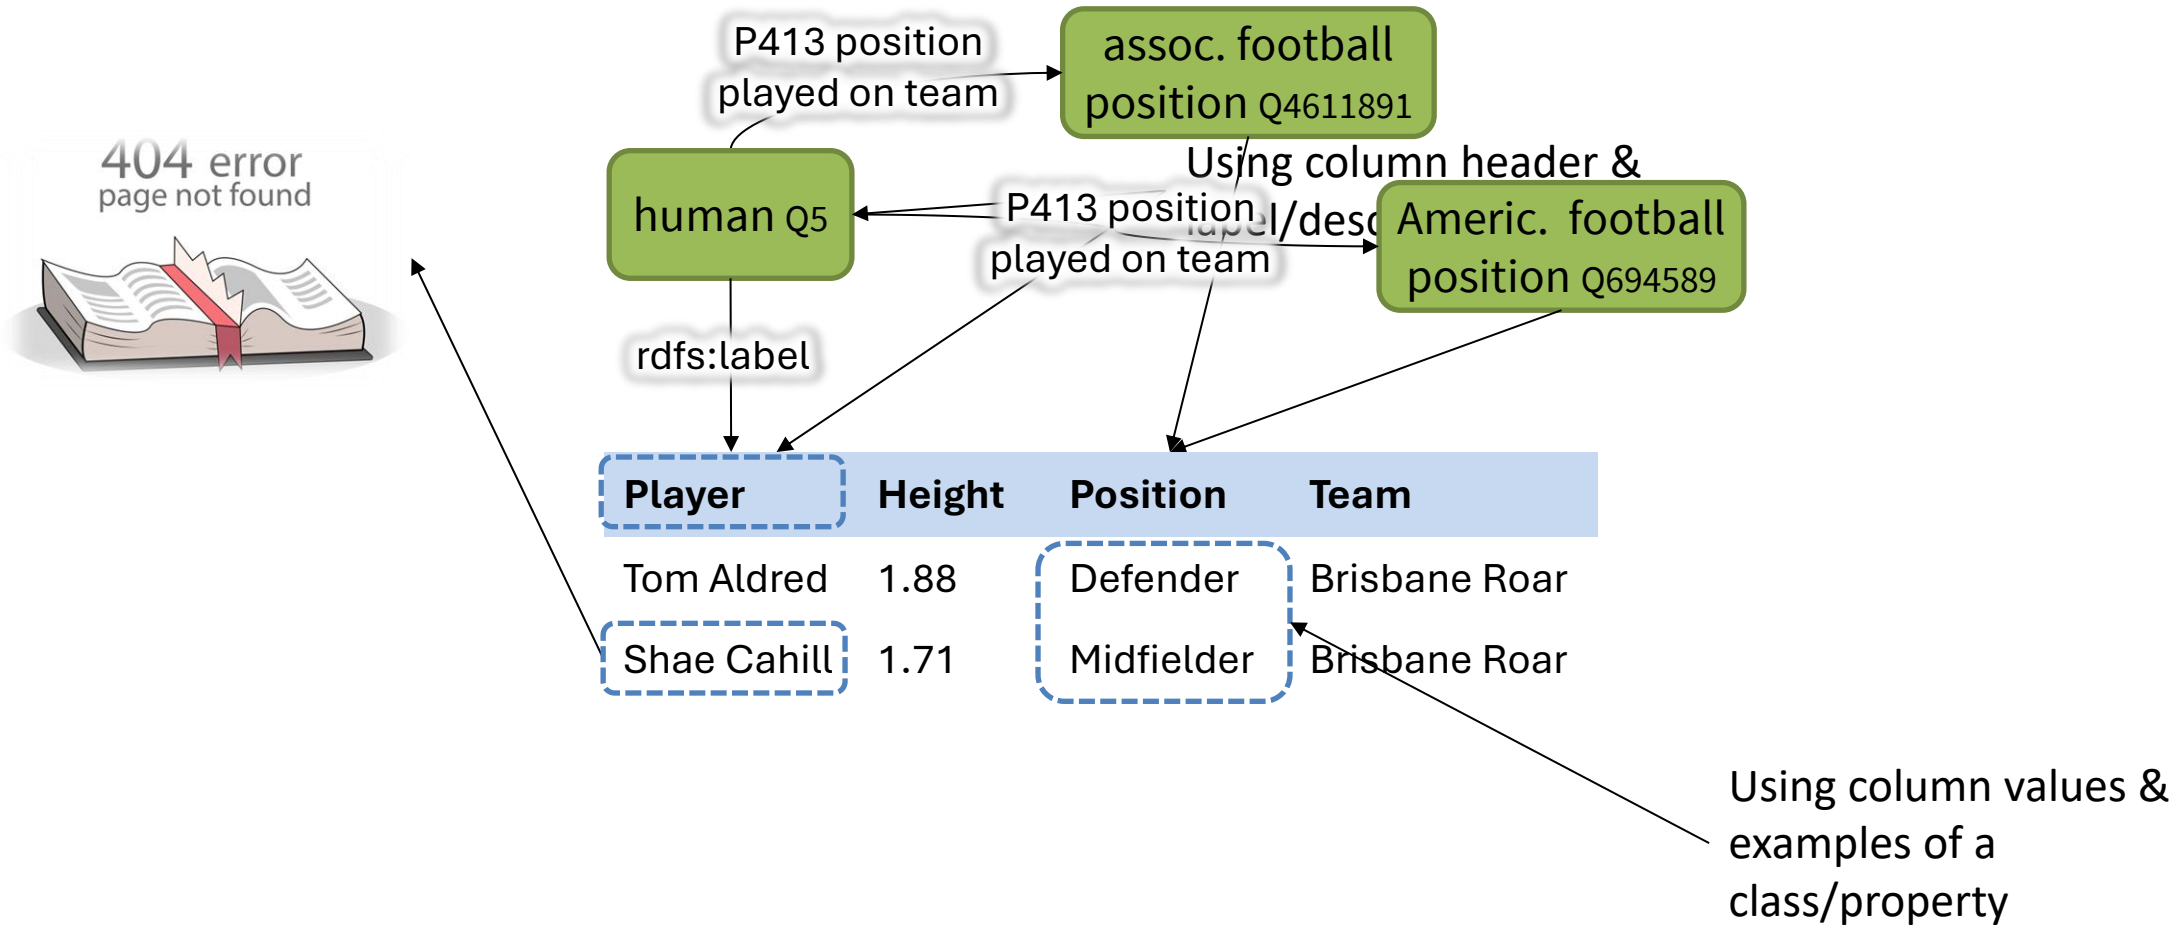 P413 position
played on team
assoc. football
position Q4611891
404 error
page not found
human Q5
Using column header &
label/desc
P413 position
played on team
Americ. football
position Q694589
rdfs:label
Player Height Position Team
Tom Aldred 1.88 Defender Brisbane Roar
Shae Cahill 1.71 Midfielder Brisbane Roar
Using column values &
examples of a
class/property